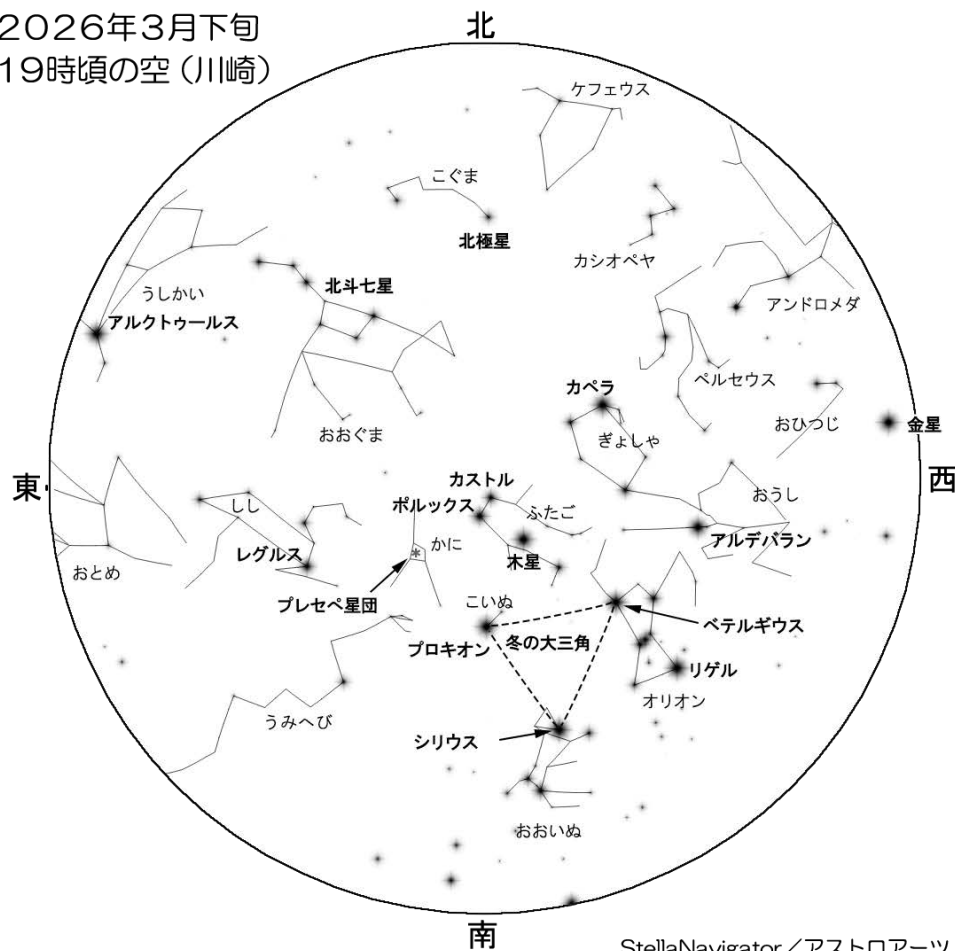 2026年3月下旬
19時頃の空（川崎）
北
ケフェウス
こぐま
北極星
カシオペヤ
アンドロメダ
北斗七星
うしかい
アルクトゥールス
ペルセウス
カペラ
ぎょしゃ
おひつじ
金星
おおぐま
東
西
カストル
ポルックス
ふたご
おうし
しし
レグルス
かに
木星
アルデバラン
おとめ
プレセペ星団
こいぬ
プロキオン
冬の大三角
ベテルギウス
リゲル
オリオン
うみへび
シリウス
おおいぬ
南
StellaNavigator／アストロアーツ